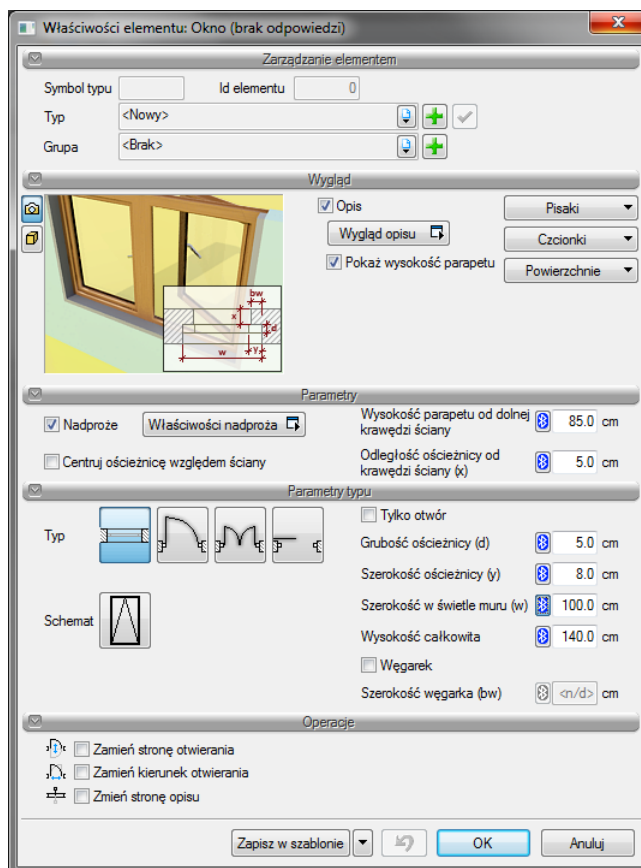 Właściwości elementu: Okno (brak odpowiedzi)
Zarządzanie elementem
Symbol typu Id elementu 0
Typ <Nowy>
Grupa <Brak>
Wygląd
Opis Pisaki
Wygląd opisu Czcionki
Pokaż wysokość parapetu Powierzchnie
bw
x
d
w y
Parametry
Nadproże Właściwości nadproża Wysokość parapetu od dolnej krawędzi ściany 85.0 cm
Centruj ościeżnicę względem ściany Odległość ościeżnicy od krawędzi ściany (x) 5.0 cm
Parametry typu
Typ Tylko otwór
Grubość ościeżnicy (d) 5.0 cm
Szerokość ościeżnicy (y) 8.0 cm
Schemat Szerokość w świetle muru (w) 100.0 cm
Wysokość całkowita 140.0 cm
Węgarek
Szerokość węgarka (bw) <n/d> cm
Operacje
Zamień stronę otwierania
Zamień kierunek otwierania
Zmień stronę opisu
Zapisz w szablonie OK Anuluj